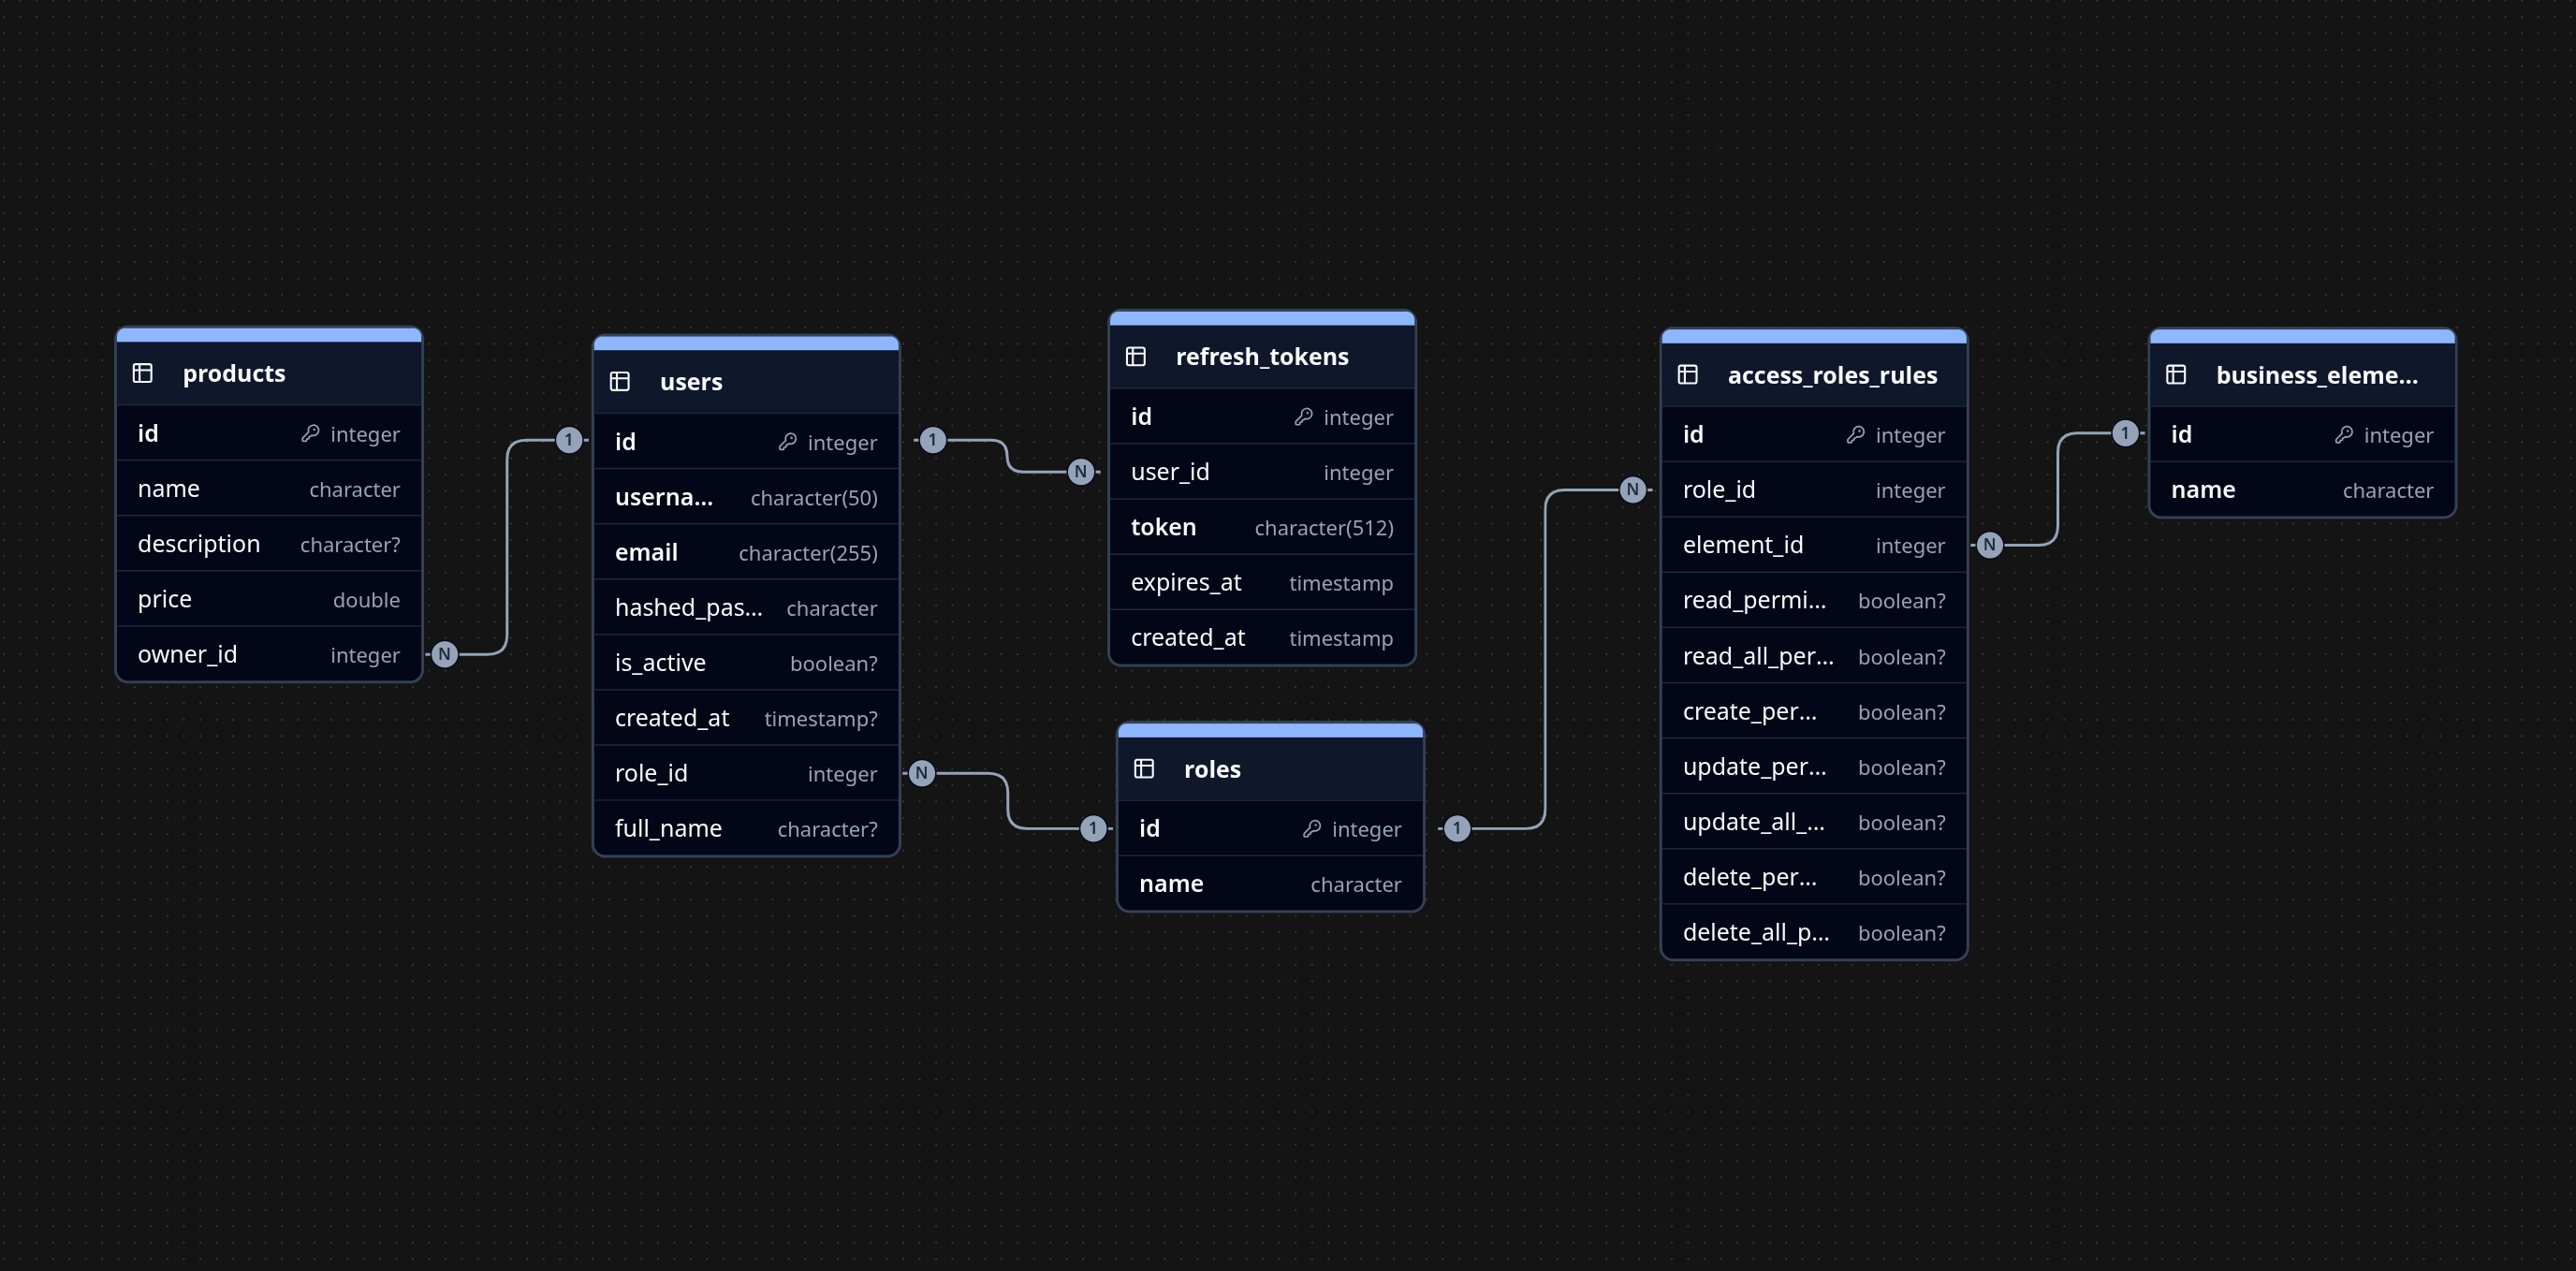 products
id integer
name character
description character?
price double
owner_id integer
N
1
users
id integer
userna... character(50)
email character(255)
hashed_pas... character
is_active boolean?
created_at timestamp?
role_id integer
full_name character?
1
N
N
1
refresh_tokens
id integer
user_id integer
token character(512)
expires_at timestamp
created_at timestamp
roles
id integer
name character
1
N
access_roles_rules
id integer
role_id integer
element_id integer
read_permi... boolean?
read_all_per... boolean?
create_per... boolean?
update_per... boolean?
update_all_... boolean?
delete_per... boolean?
delete_all_p... boolean?
N
1
business_eleme...
id integer
name character